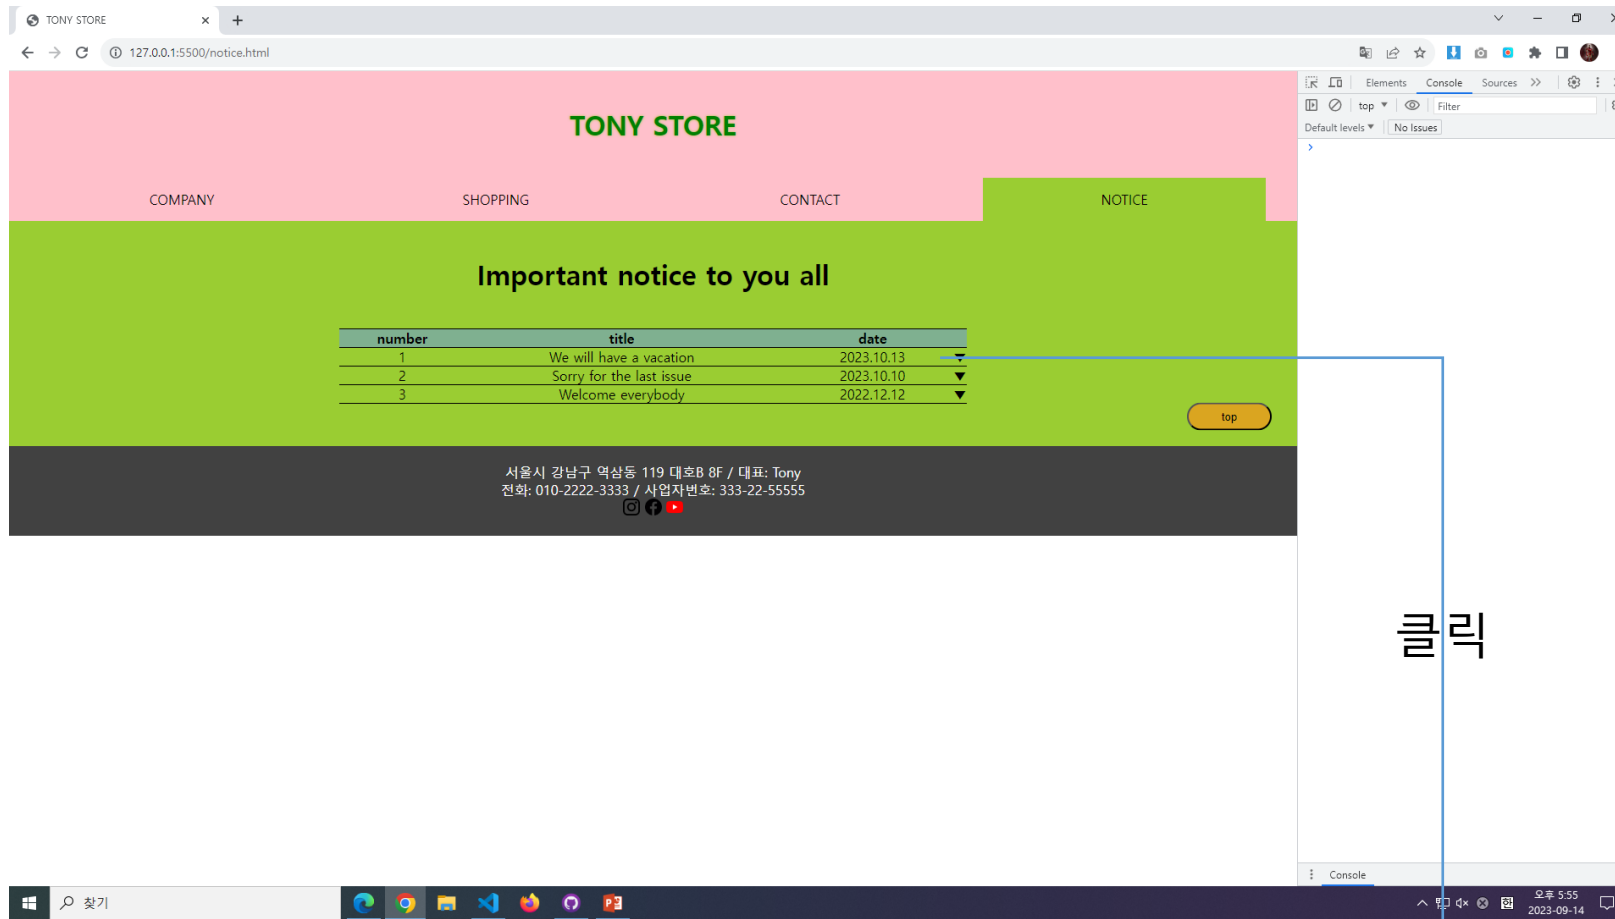 TONY STORE
127.0.0.1:5500/notice.html
Elements Console Sources
top Filter
Default levels No Issues
TONY STORE
COMPANY SHOPPING CONTACT NOTICE
Important notice to you all
number title date
1 We will have a vacation 2023.10.13 ▼
2 Sorry for the last issue 2023.10.10 ▼
3 Welcome everybody 2022.12.12 ▼
top
서울시 강남구 역삼동 119 대호B 8F / 대표: Tony
전화: 010-2222-3333 / 사업자번호: 333-22-55555
클릭
Console
찾기
한
오후 5:55
2023-09-14